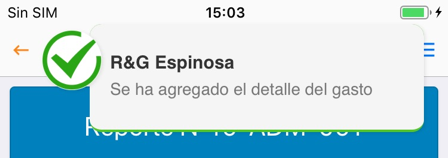 Sin SIM 15:03
R&G Espinosa
Se ha agregado el detalle del gasto